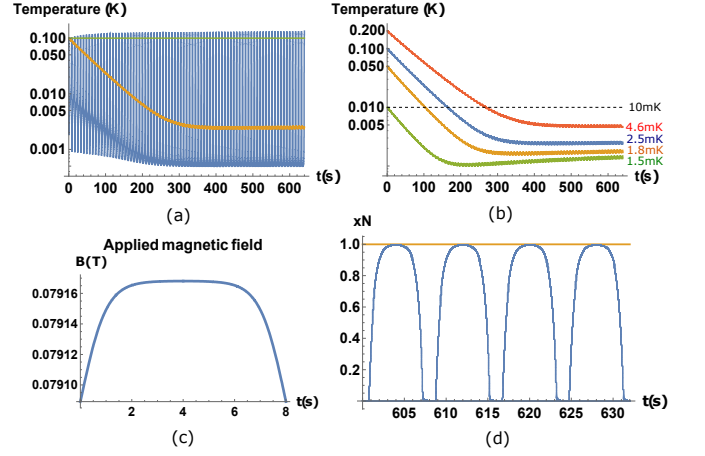 Temperature (K)
0.100
0.050
0.010
0.005
0.001
0 100 200 300 400 500 600
t(s)
(a)
Temperature (K)
0.200
0.100
0.050
0.010
0.005
10mK
4.6mK
2.5mK
1.8mK
1.5mK
0 100 200 300 400 500 600
t(s)
(b)
Applied magnetic field
B(T)
0.07916
0.07914
0.07912
0.07910
2 4 6 8
t(s)
(c)
xN
1.0
0.8
0.6
0.4
0.2
605 610 615 620 625 630
t(s)
(d)